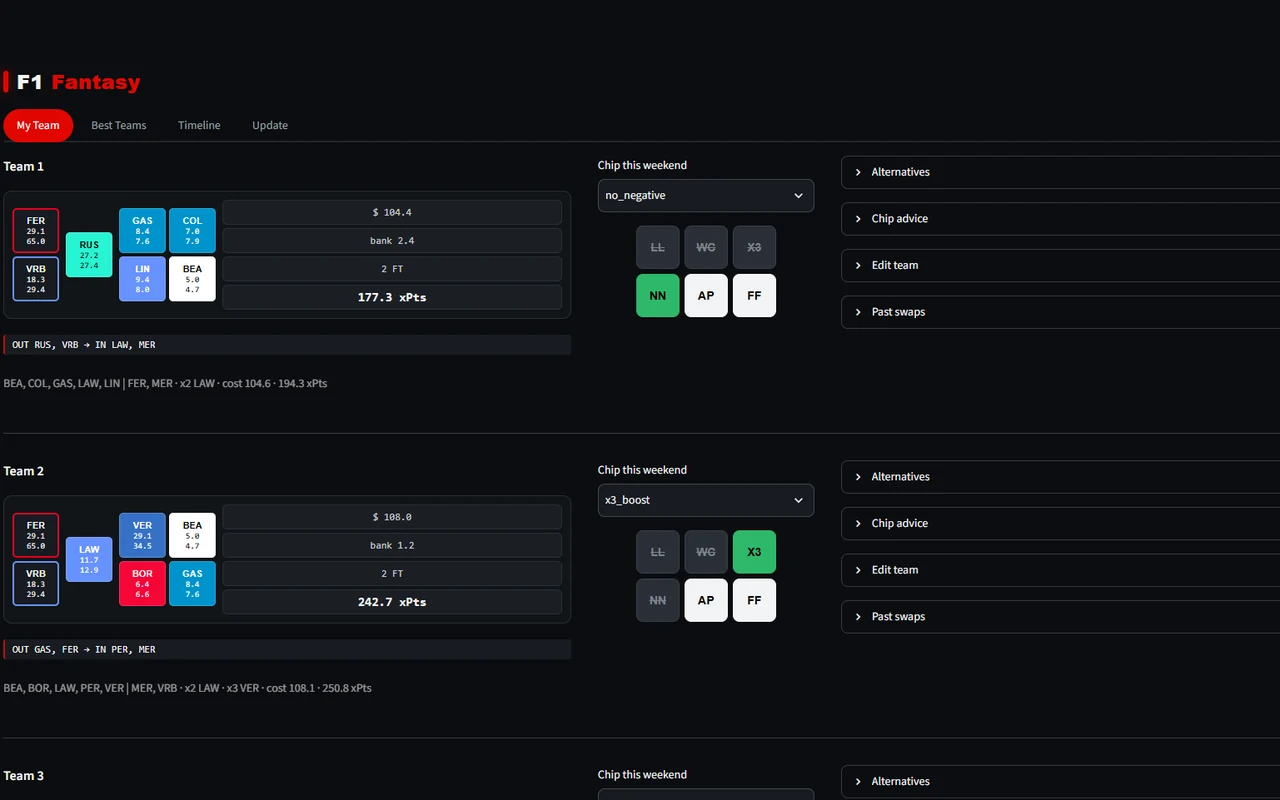 F1 Fantasy
My Team Best Teams Timeline Update
Team 1
FER
29.1
65.0
VRB
18.3
29.4
RUS
27.2
27.4
GAS
8.4
7.6
COL
7.0
7.9
LIN
9.4
8.0
BEA
5.0
4.7
$ 104.4
bank 2.4
2 FT
177.3 xPts
OUT RUS, VRB → IN LAW, MER
BEA, COL, GAS, LAW, LIN | FER, MER · x2 LAW · cost 104.6 · 194.3 xPts
Chip this weekend
no_negative
LL WC X3
NN AP FF
Alternatives
Chip advice
Edit team
Past swaps
Team 2
FER
29.1
65.0
VRB
18.3
29.4
LAW
11.7
12.9
VER
29.1
34.5
BEA
5.0
4.7
BOR
6.4
6.6
GAS
8.4
7.6
$ 108.0
bank 1.2
2 FT
242.7 xPts
OUT GAS, FER → IN PER, MER
BEA, BOR, LAW, PER, VER | MER, VRB · x2 LAW · x3 VER · cost 108.1 · 250.8 xPts
Chip this weekend
x3_boost
LL WC X3
NN AP FF
Alternatives
Chip advice
Edit team
Past swaps
Team 3
Chip this weekend
Alternatives